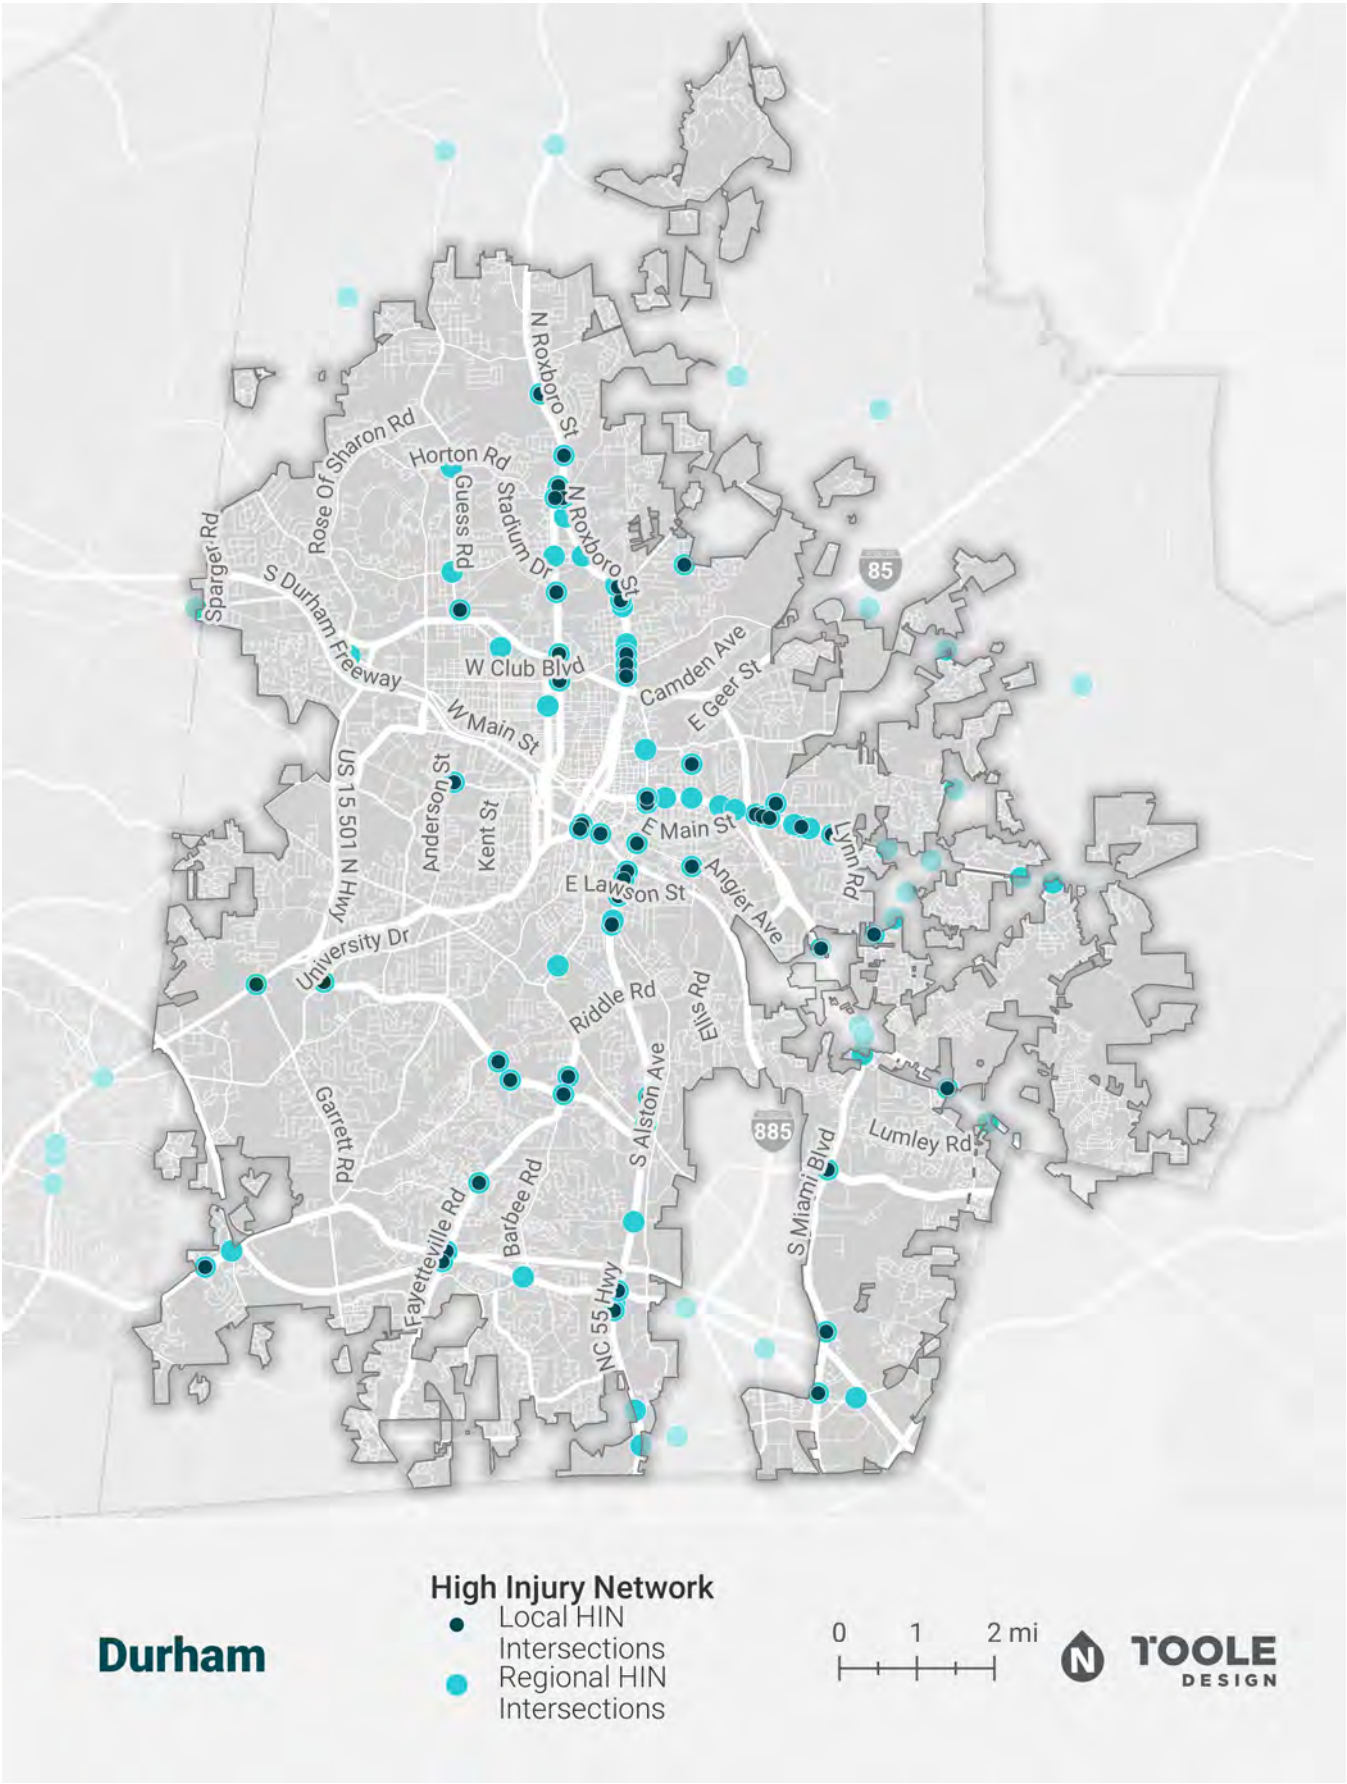 N Roxboro St
Rose Of Sharon Rd
Horton Rd
Guess Rd
Stadium Dr
N Roxboro St
Sparger Rd
85
S Durham Freeway
W Club Blvd
Camden Ave
E Geer St
W Main St
US 15 501 N Hwy
Anderson St
Kent St
E Main St
Lynn Rd
E Lawson St
Angier Ave
University Dr
Riddle Rd
Ellis Rd
Garrett Rd
S Alston Ave
885
Lumley Rd
S Miami Blvd
Barbee Rd
Fayetteville Rd
NC 55 Hwy
High Injury Network
Local HIN
Intersections
Regional HIN
Intersections
Durham
0 1 2 mi
N
TOOLE
DESIGN